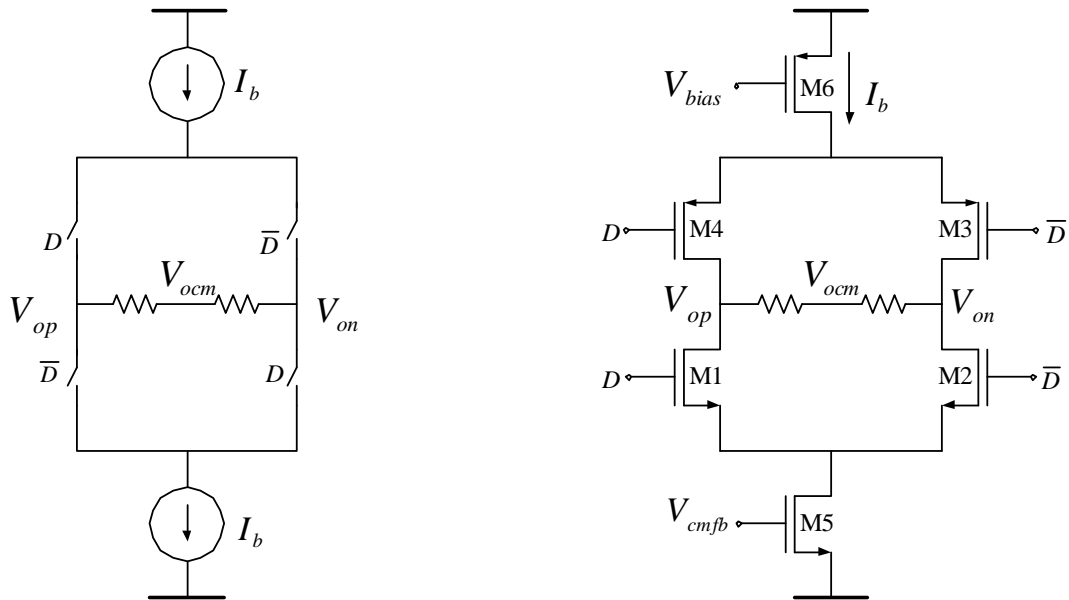 I_b
D
D̅
V_ocm
V_op
V_on
D̅
D
I_b
V_bias
M6
I_b
D
M4
M3
D̅
V_ocm
V_op
V_on
D
M1
M2
D̅
V_cmfb
M5